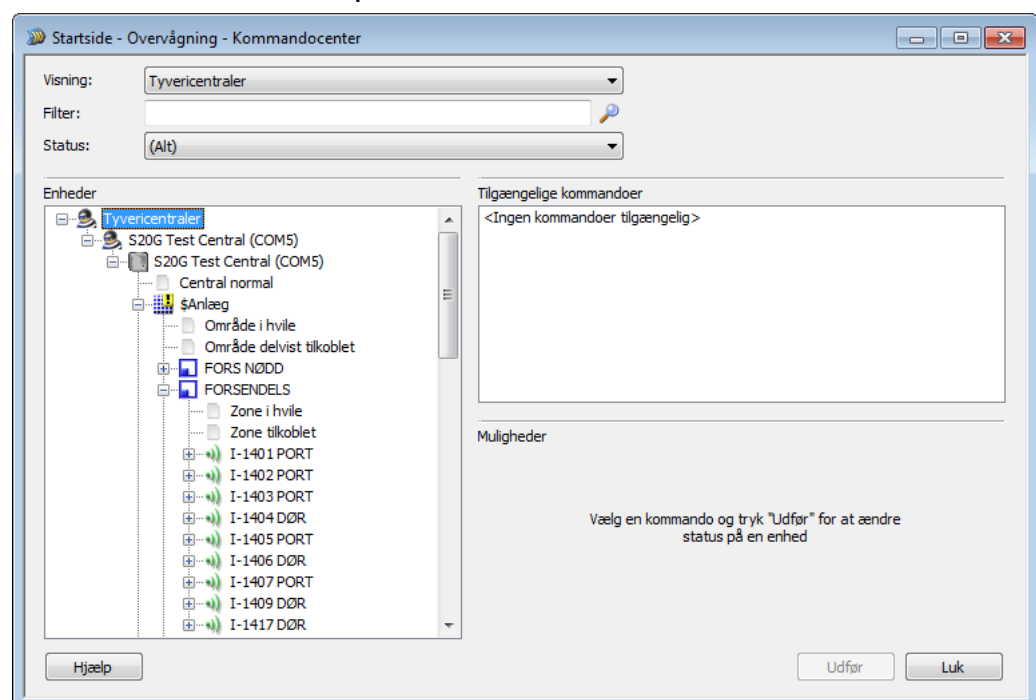 Startside - Overvågning - Kommandocenter
Visning: Tyvericentraler
Filter:
Status: (Alt)
Enheder
Tyvericentraler
S20G Test Central (COM5)
S20G Test Central (COM5)
Central normal
$Anlæg
Område i hvile
Område delvist tilkoblet
FORS NØDD
FORSENDELS
Zone i hvile
Zone tilkoblet
I-1401 PORT
I-1402 PORT
I-1403 PORT
I-1404 DØR
I-1405 PORT
I-1406 DØR
I-1407 PORT
I-1409 DØR
I-1417 DØR
Tilgængelige kommandoer
<Ingen kommandoer tilgængelig>
Muligheder
Vælg en kommando og tryk "Udfør" for at ændre
status på en enhed
Hjælp
Udfør
Luk